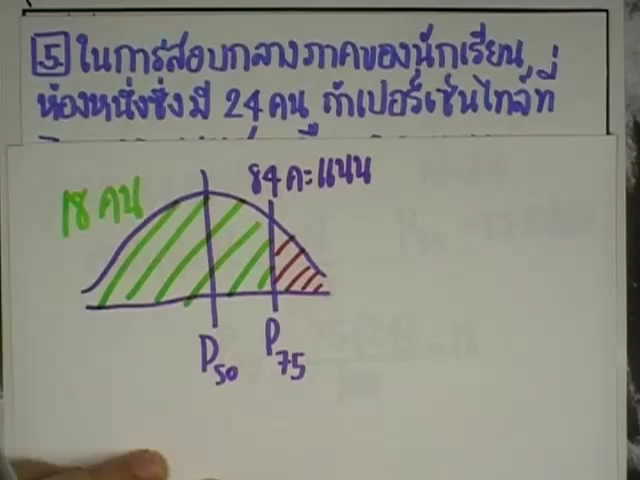 5. ในการสอบกลางภาคของนักเรียน
ห้องหนึ่งซึ่งมี 24 คน ถ้าเปอร์เซ็นไทล์ที่
84 คะแนน
18 คน
P50 P75